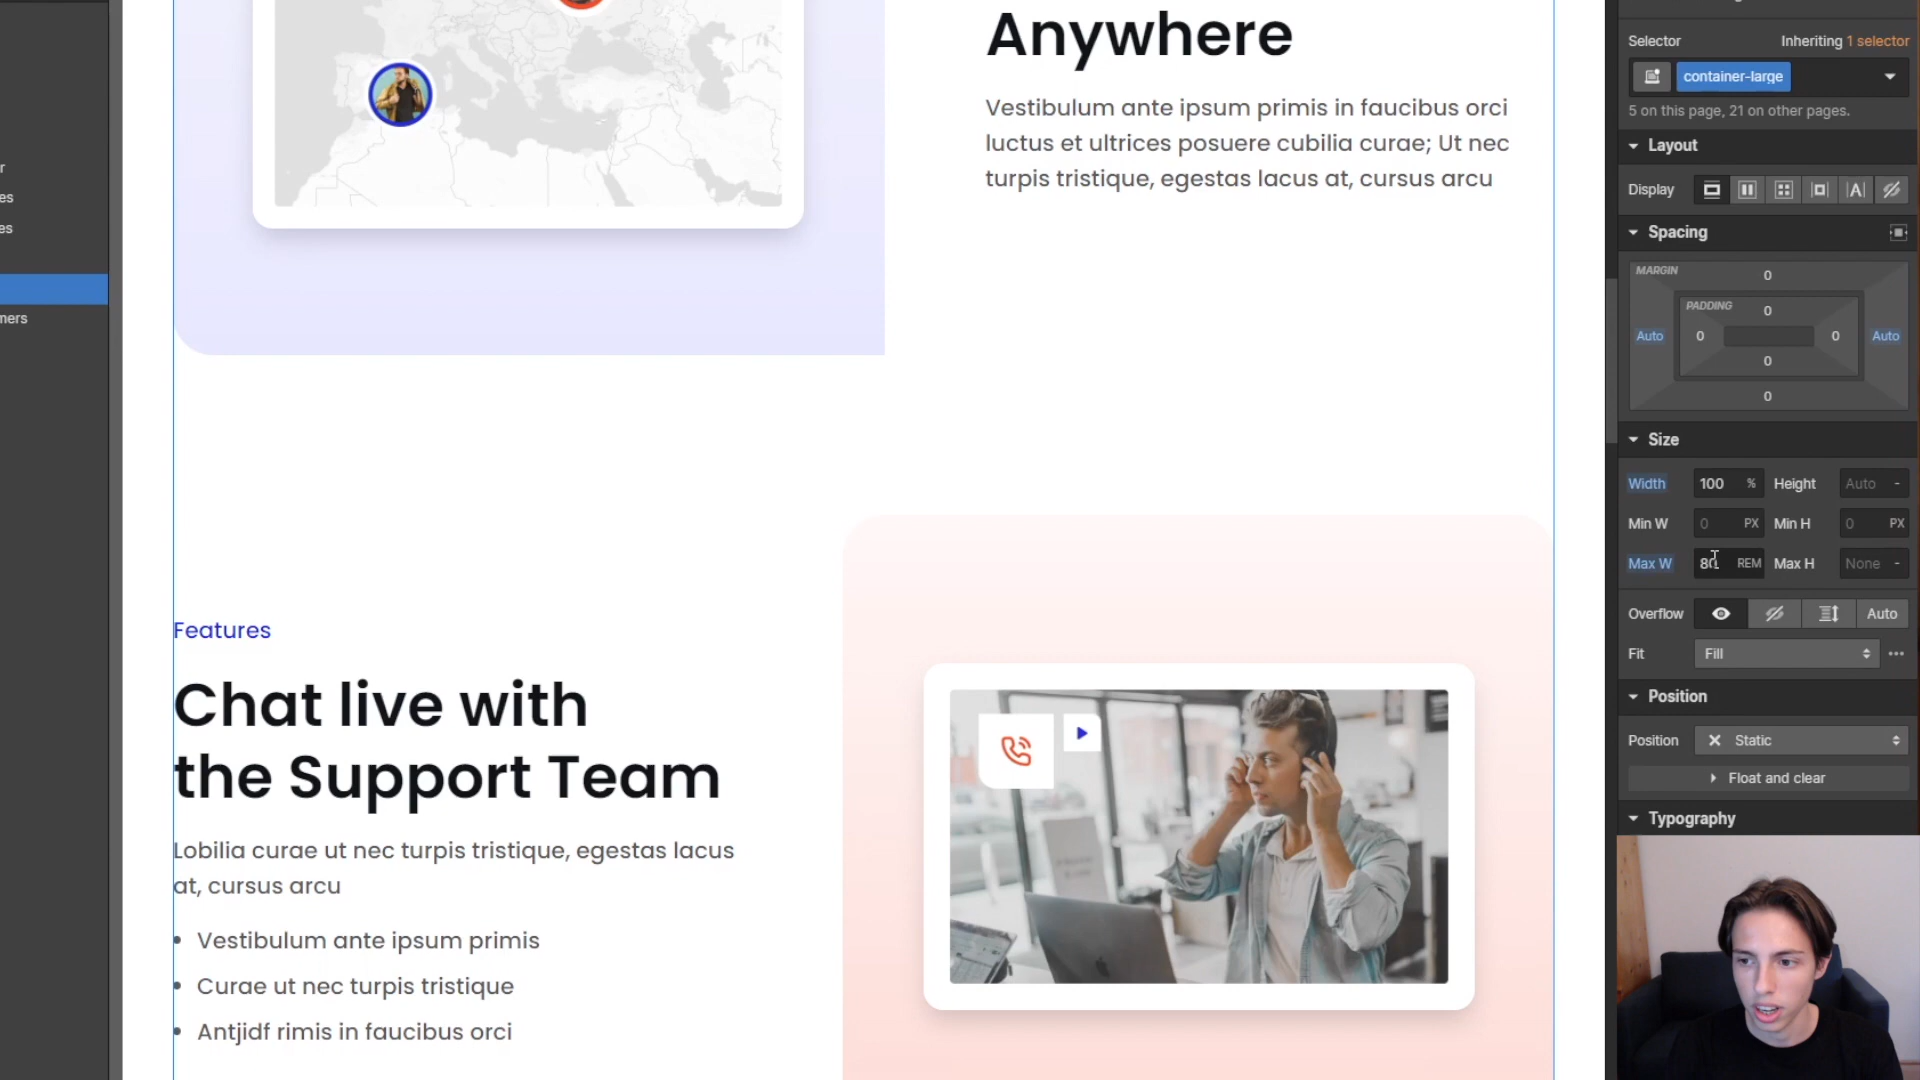 r
es
es
mers
Anywhere
Vestibulum ante ipsum primis in faucibus orci
luctus et ultrices posuere cubilia curae; Ut nec
turpis tristique, egestas lacus at, cursus arcu
Features
Chat live with
the Support Team
Lobilia curae ut nec turpis tristique, egestas lacus
at, cursus arcu
• Vestibulum ante ipsum primis
• Curae ut nec turpis tristique
• Antjidf rimis in faucibus orci
Selector Inheriting 1 selector
container-large
5 on this page, 21 on other pages.
Layout
Display
Spacing
MARGIN 0
PADDING 0
Auto 0 0 Auto
0
0
Size
Width 100 % Height Auto -
Min W 0 PX Min H 0 PX
Max W 80 REM Max H None -
Overflow Auto
Fit Fill
Position
Position Static
Float and clear
Typography